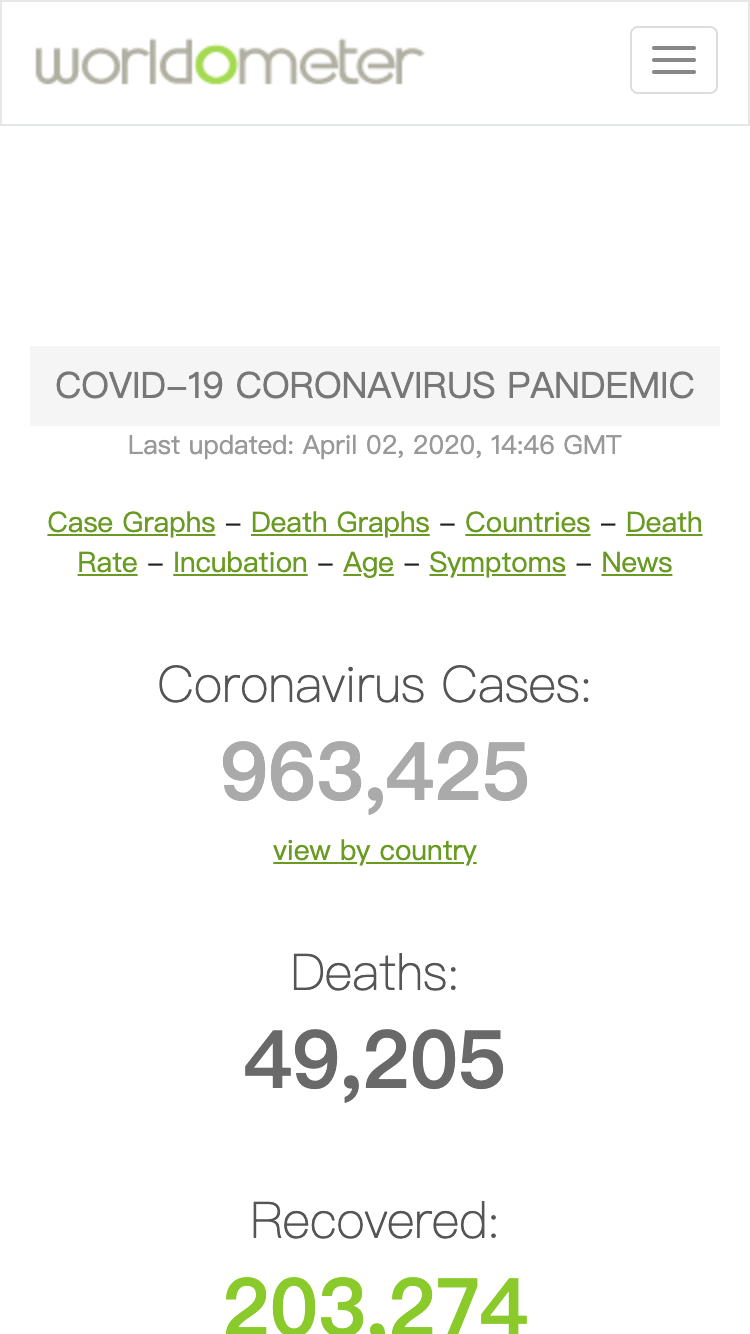 worldometer
COVID-19 CORONAVIRUS PANDEMIC
Last updated: April 02, 2020, 14:46 GMT
Case Graphs – Death Graphs – Countries – Death
Rate – Incubation – Age – Symptoms – News
Coronavirus Cases:
963,425
view by country
Deaths:
49,205
Recovered:
203,274